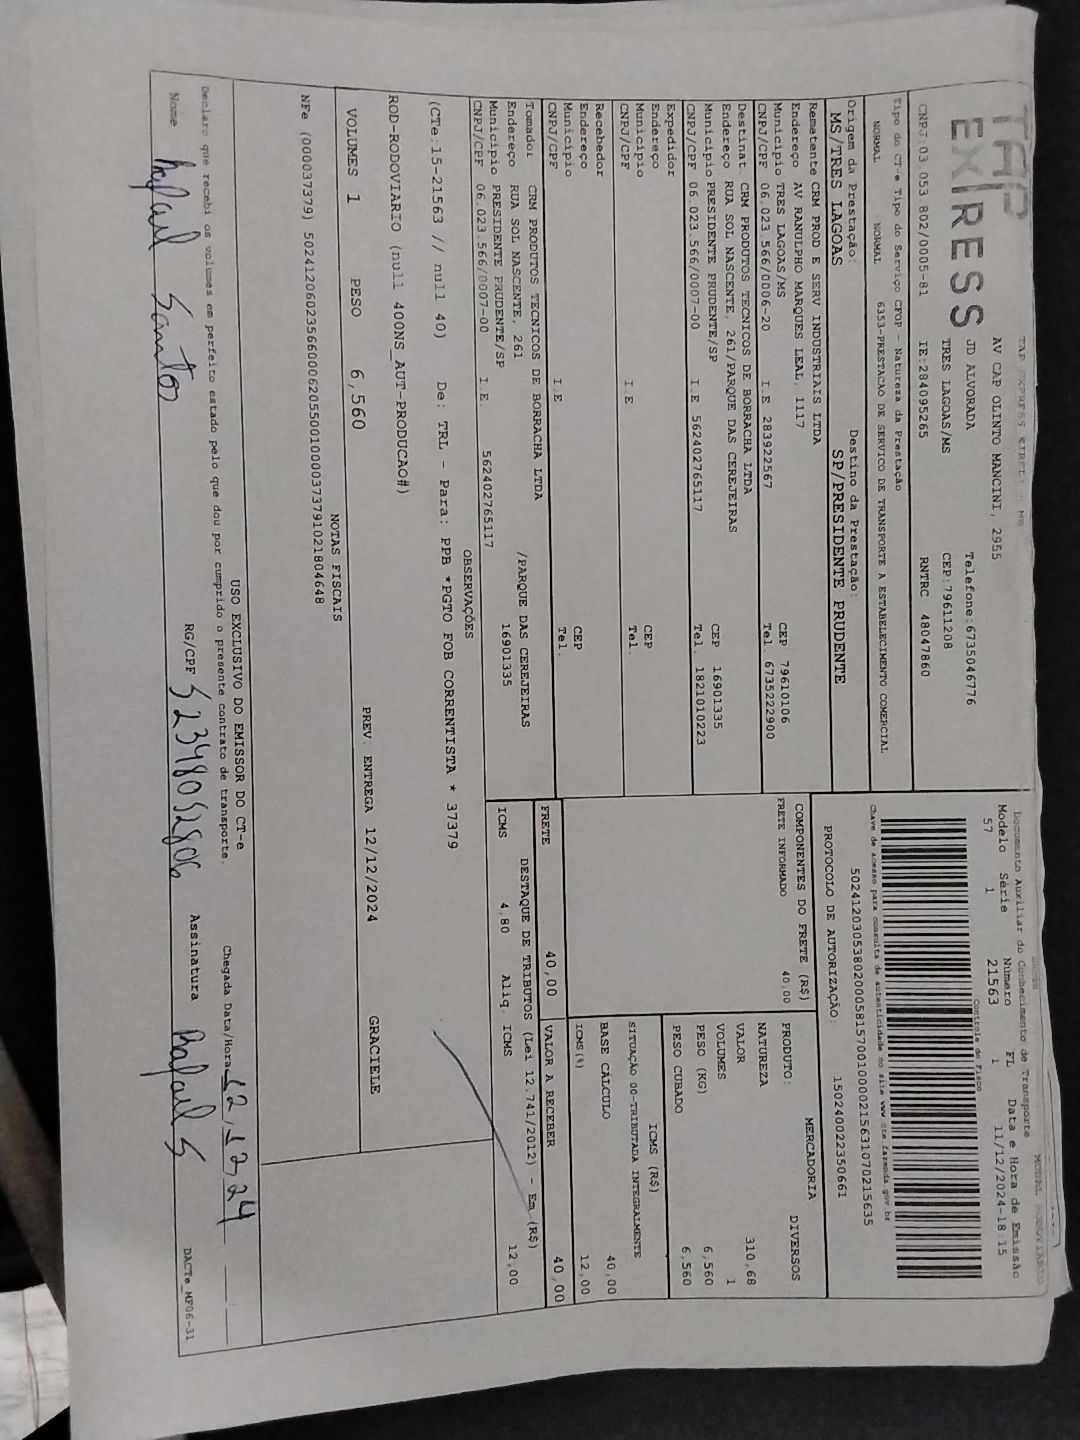 TAP
EXPRESS
AV CAP OLINTO MANCINI, 2955
JD ALVORADA Telefone:6735046776
TRES LAGOAS/MS CEP:79611208
CNPJ:03.053.802/0005-81 IE:284095265 RNTRC 48047860
Tipo do CT-e Tipo do Serviço CFOP - Natureza da Prestação
NORMAL NORMAL 6353-PRESTACAO DE SERVICO DE TRANSPORTE A ESTABELECIMENTO COMERCIAL
Origem da Prestação: Destino da Prestação:
MS/TRES LAGOAS SP/PRESIDENTE PRUDENTE
Remetente CRM PROD E SERV INDUSTRIAIS LTDA
Endereço AV RANULPHO MARQUES LEAL, 1117
Municipio TRES LAGOAS/MS CEP 79610106
CNPJ/CPF 06.023.566/0006-20 I.E 283922567 Tel. 6735222900
Destinat. CRM PRODUTOS TECNICOS DE BORRACHA LTDA
Endereço RUA SOL NASCENTE, 261/PARQUE DAS CEREJEIRAS
Municipio PRESIDENTE PRUDENTE/SP CEP 16901335
CNPJ/CPF 06.023.566/0007-00 I.E 562402765117 Tel. 1821010223
Expedidor
Endereço
Municipio CEP
CNPJ/CPF I.E Tel.
Recebedor
Endereço
Municipio CEP
CNPJ/CPF I.E Tel.
Tomador CRM PRODUTOS TECNICOS DE BORRACHA LTDA
Endereço RUA SOL NASCENTE, 261 /PARQUE DAS CEREJEIRAS
Municipio PRESIDENTE PRUDENTE/SP 16901335
CNPJ/CPF 06.023.566/0007-00 I.E. 562402765117
Documento Auxiliar do Conhecimento de Transporte
Modelo Série Número FL Data e Hora de Emissão
57 1 21563 1 11/12/2024-18:15
Controle do Fisco
Chave de acesso para consulta de autenticidade no site www.cte.fazenda.gov.br
50241203053802000581570010000215631070215635
PROTOCOLO DE AUTORIZAÇÃO: 150240022350661
COMPONENTES DO FRETE (R$)
FRETE INFORMADO 40,00
MERCADORIA
PRODUTO: DIVERSOS
NATUREZA
VALOR 310,68
VOLUMES 1
PESO (KG) 6,560
PESO CUBADO 6,560
ICMS (R$)
SITUAÇÃO 00-TRIBUTADA INTEGRALMENTE
BASE CÁLCULO 40,00
ICMS(%) 12,00
FRETE 40,00 VALOR A RECEBER 40,00
DESTAQUE DE TRIBUTOS (Lei 12.741/2012) - Em (R$)
ICMS 4,80 Aliq. ICMS 12,00
OBSERVAÇÕES
(CTe:15-21563 // null 40) De: TRL - Para: PPB *PGTO FOB CORRENTISTA * 37379
ROD-RODOVIARIO (null 400NS_AUT-PRODUCAO#)
VOLUMES 1 PESO 6,560 PREV. ENTREGA 12/12/2024 GRACIELE
NOTAS FISCAIS
NFe (000037379) 50241206023566000620550010000373791021804648
USO EXCLUSIVO DO EMISSOR DO CT-e
Declaro que recebi os volumes em perfeito estado pelo que dou por cumprido o presente contrato de transporte. Chegada Data/Hora 12,12,24
Nome Rafael Santos RG/CPF 52348052806 Assinatura Rafael S
DACTe_MP06-31